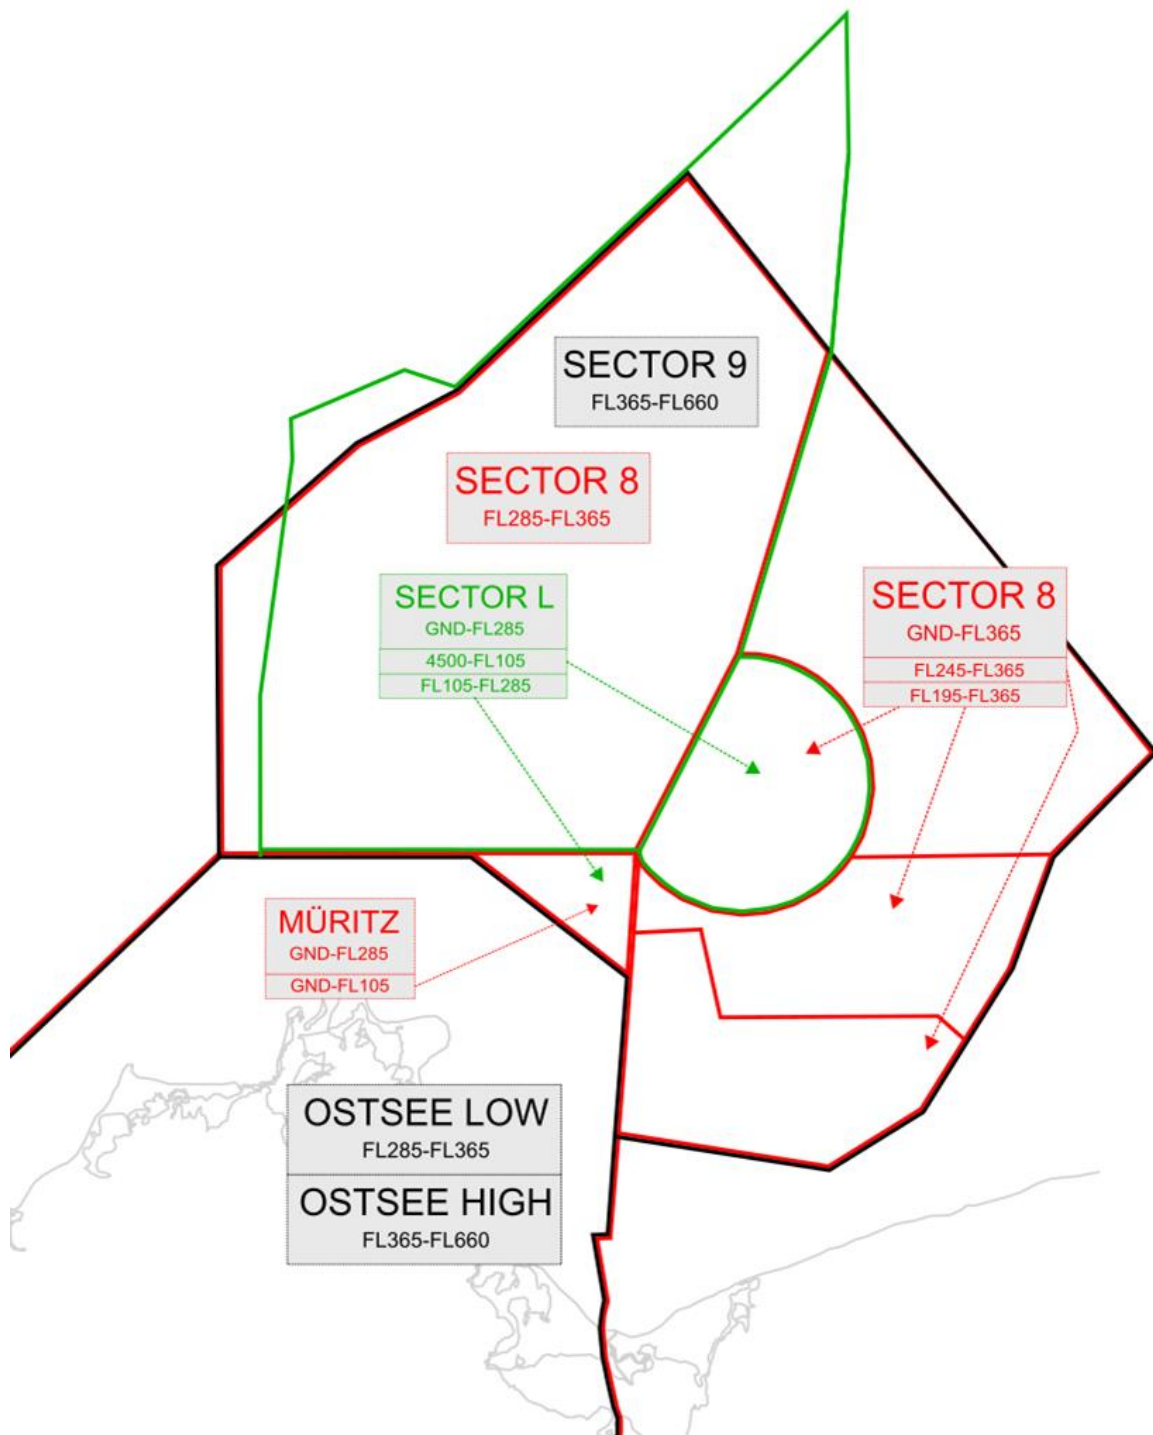 SECTOR 9
FL365-FL660
SECTOR 8
FL285-FL365
SECTOR L
GND-FL285
4500-FL105
FL105-FL285
SECTOR 8
GND-FL365
FL245-FL365
FL195-FL365
MÜRITZ
GND-FL285
GND-FL105
OSTSEE LOW
FL285-FL365
OSTSEE HIGH
FL365-FL660